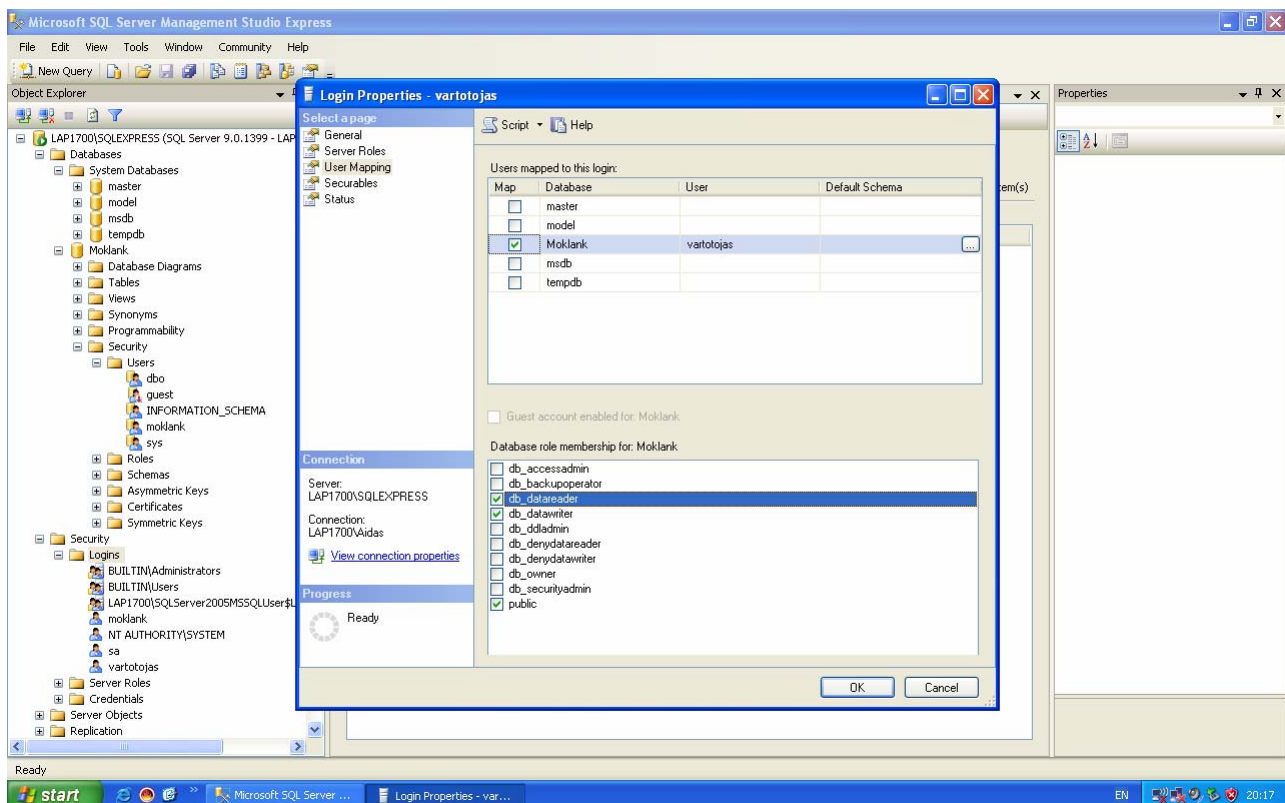 Microsoft SQL Server Management Studio Express
File Edit View Tools Window Community Help
New Query
Object Explorer
LAP1700\SQLEXPRESS (SQL Server 9.0.1399 - LAP
Databases
System Databases
master
model
msdb
tempdb
Moklank
Database Diagrams
Tables
Views
Synonyms
Programmability
Security
Users
dbo
guest
INFORMATION_SCHEMA
moklank
sys
Roles
Schemas
Asymmetric Keys
Certificates
Symmetric Keys
Security
Logins
BUILTIN\Administrators
BUILTIN\Users
LAP1700\SQLServer2005MSSQLUser$L
moklank
NT AUTHORITY\SYSTEM
sa
vartotojas
Server Roles
Credentials
Server Objects
Replication
Login Properties - vartotojas
Select a page
General
Server Roles
User Mapping
Securables
Status
Connection
Server:
LAP1700\SQLEXPRESS
Connection:
LAP1700\Aidas
View connection properties
Progress
Ready
Script Help
Users mapped to this login:
Map Database User Default Schema
master
model
Moklank vartotojas ...
msdb
tempdb
Guest account enabled for: Moklank
Database role membership for: Moklank
db_accessadmin
db_backupoperator
db_datareader
db_datawriter
db_ddladmin
db_denydatareader
db_denydatawriter
db_owner
db_securityadmin
public
OK Cancel
em(s)
Properties
Ready
start Microsoft SQL Server ... Login Properties - var... EN 20:17